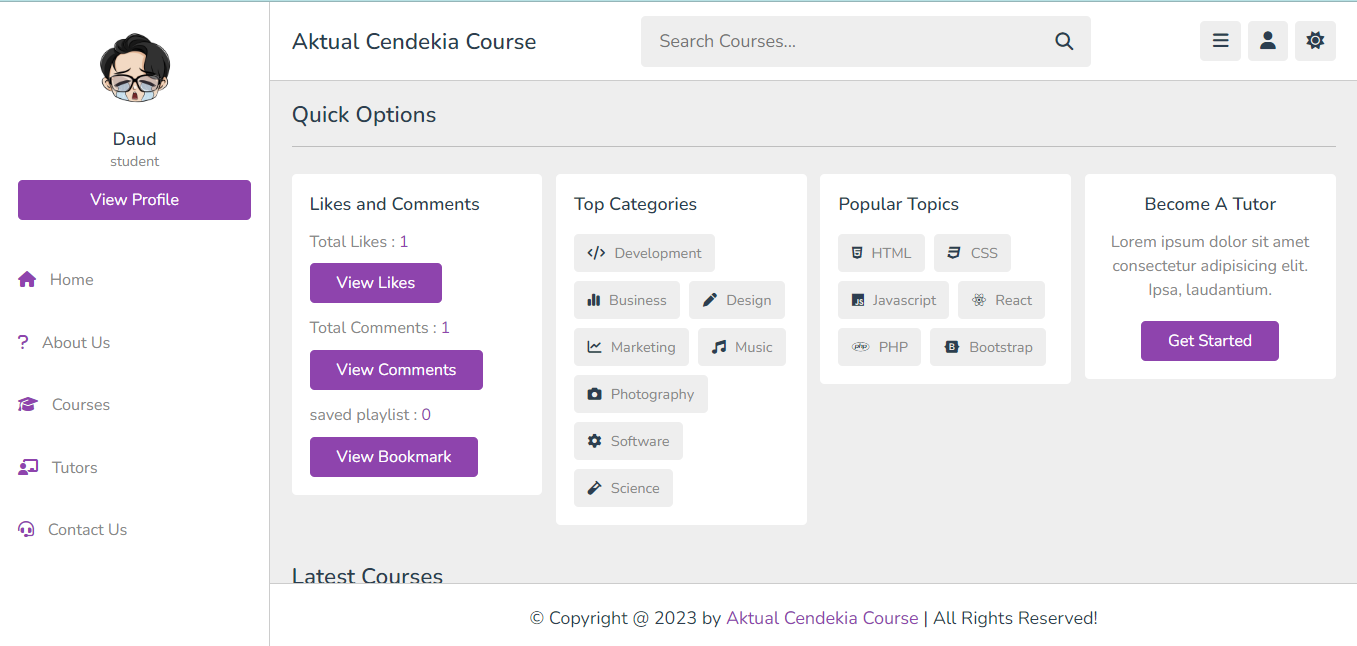 Daud
student
View Profile
Home
About Us
Courses
Tutors
Contact Us
Aktual Cendekia Course
Search Courses...
Quick Options
Likes and Comments
Total Likes : 1
View Likes
Total Comments : 1
View Comments
saved playlist : 0
View Bookmark
Top Categories
Development
Business
Design
Marketing
Music
Photography
Software
Science
Popular Topics
HTML
CSS
Javascript
React
PHP
Bootstrap
Become A Tutor
Lorem ipsum dolor sit amet
consectetur adipisicing elit.
Ipsa, laudantium.
Get Started
Latest Courses
© Copyright @ 2023 by Aktual Cendekia Course | All Rights Reserved!